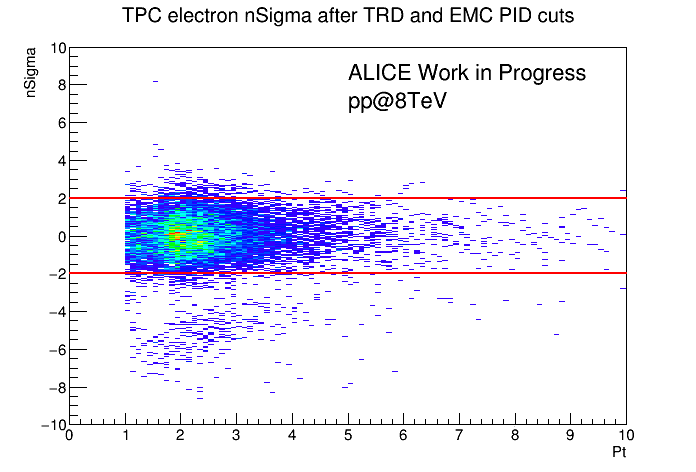 TPC electron nSigma after TRD and EMC PID cuts
nSigma
ALICE Work in Progress
pp@8TeV
10
8
6
4
2
0
−2
−4
−6
−8
−10
0 1 2 3 4 5 6 7 8 9 10
Pt